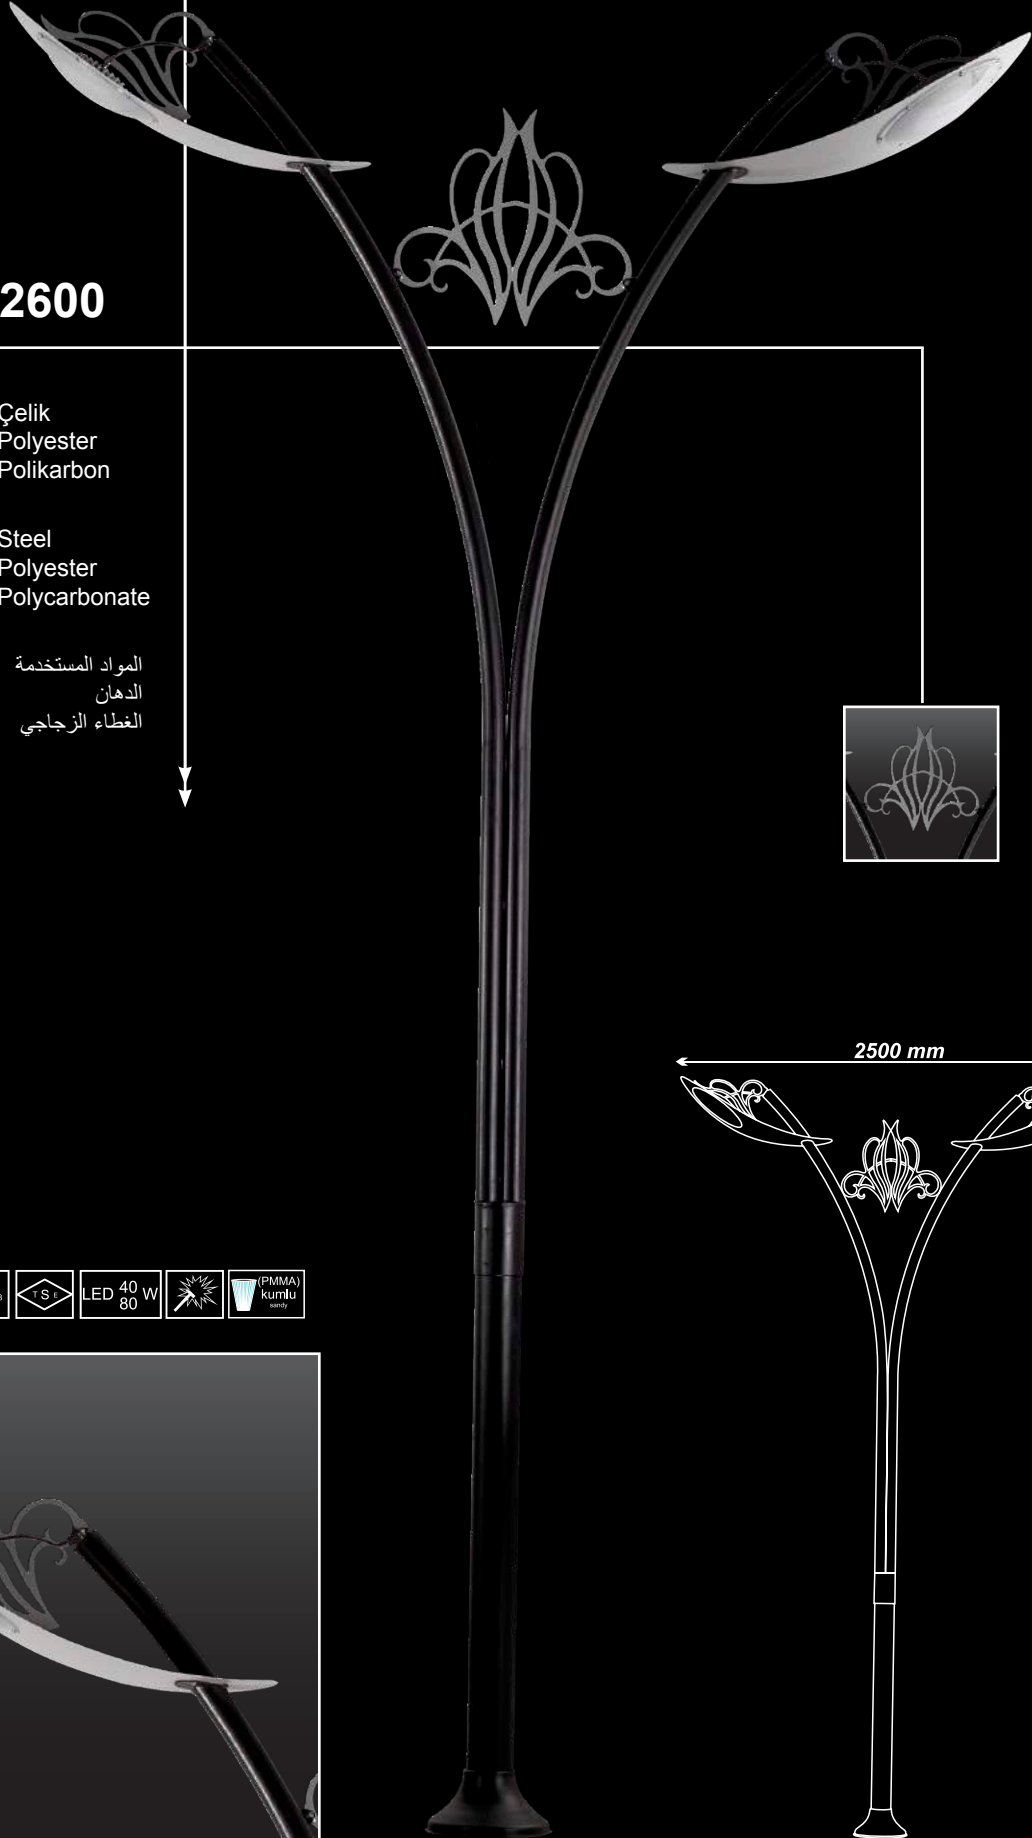 2600
Çelik
Polyester
Polikarbon
Steel
Polyester
Polycarbonate
المواد المستخدمة
الدهان
الغطاء الزجاجي
2500 mm
TSE
LED 40 80 W
(PMMA)
kumlu
sandy